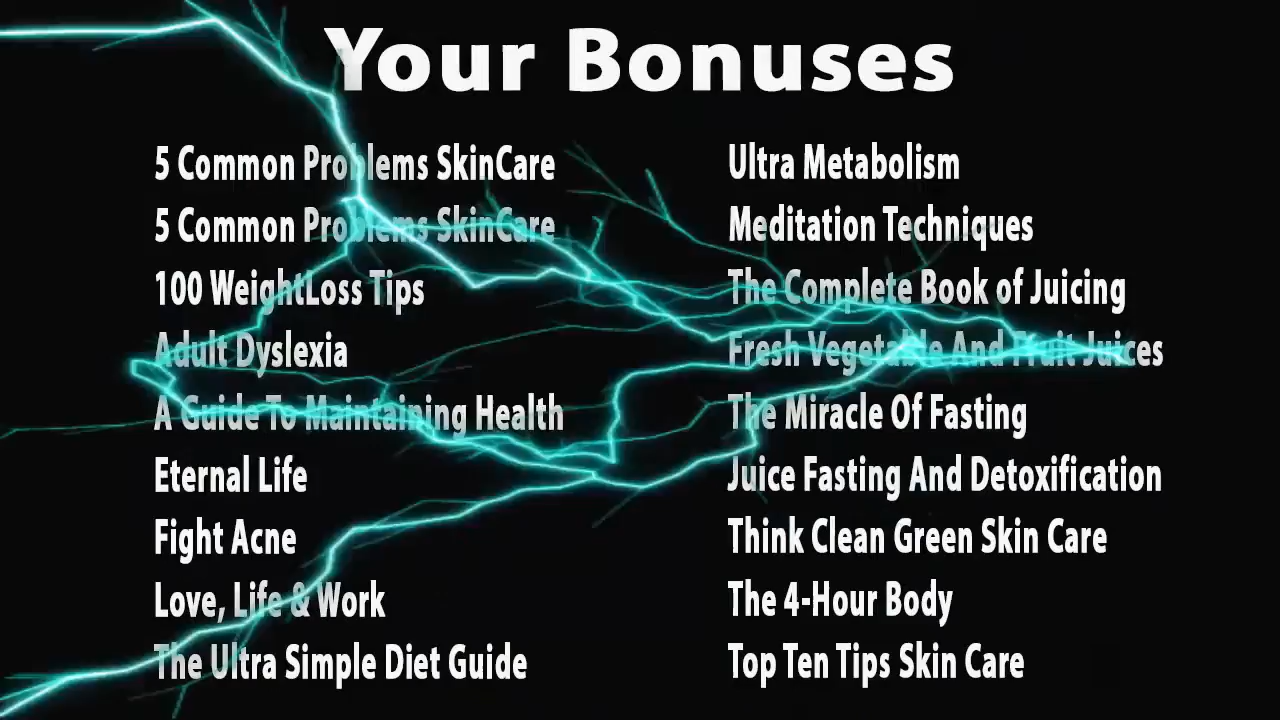 Your Bonuses
5 Common Problems SkinCare
5 Common Problems SkinCare
100 WeightLoss Tips
Adult Dyslexia
A Guide To Maintaining Health
Eternal Life
Fight Acne
Love, Life & Work
The Ultra Simple Diet Guide
Ultra Metabolism
Meditation Techniques
The Complete Book of Juicing
Fresh Vegetable And Fruit Juices
The Miracle Of Fasting
Juice Fasting And Detoxification
Think Clean Green Skin Care
The 4-Hour Body
Top Ten Tips Skin Care